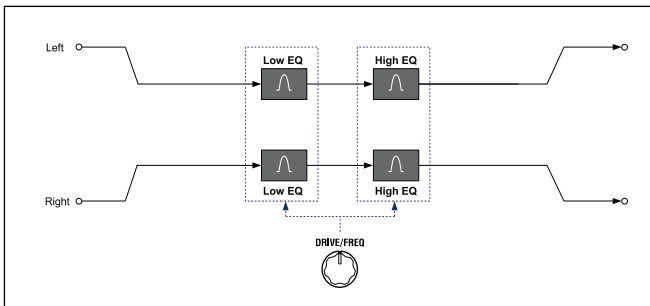 Left
Low EQ
High EQ
Low EQ
High EQ
Right
DRIVE/FREQ